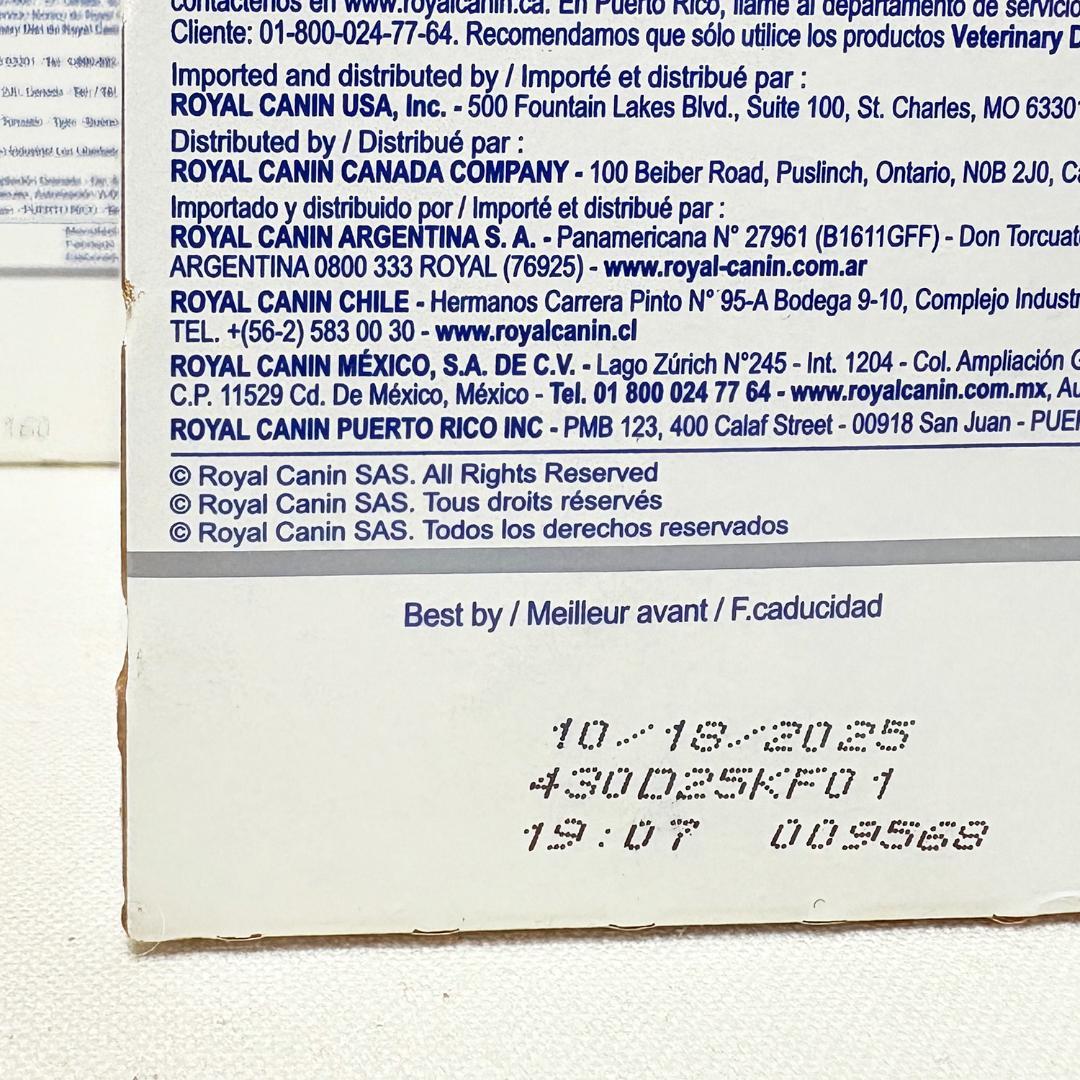 contáctenos en www.royalcanin.ca. En Puerto Rico, llame al departamento de servicio
Cliente: 01-800-024-77-64. Recomendamos que sólo utilice los productos Veterinary D
Imported and distributed by / Importé et distribué par :
ROYAL CANIN USA, Inc. - 500 Fountain Lakes Blvd., Suite 100, St. Charles, MO 63301
Distributed by / Distribué par :
ROYAL CANIN CANADA COMPANY - 100 Beiber Road, Puslinch, Ontario, N0B 2J0, Ca
Importado y distribuido por / Importé et distribué par :
ROYAL CANIN ARGENTINA S. A. - Panamericana N° 27961 (B1611GFF) - Don Torcuato
ARGENTINA 0800 333 ROYAL (76925) - www.royal-canin.com.ar
ROYAL CANIN CHILE - Hermanos Carrera Pinto N° 95-A Bodega 9-10, Complejo Industr
TEL. +(56-2) 583 00 30 - www.royalcanin.cl
ROYAL CANIN MÉXICO, S.A. DE C.V. - Lago Zúrich N°245 - Int. 1204 - Col. Ampliación G
C.P. 11529 Cd. De México, México - Tel. 01 800 024 77 64 - www.royalcanin.com.mx, Au
ROYAL CANIN PUERTO RICO INC - PMB 123, 400 Calaf Street - 00918 San Juan - PUER
© Royal Canin SAS. All Rights Reserved
© Royal Canin SAS. Tous droits réservés
© Royal Canin SAS. Todos los derechos reservados
Best by / Meilleur avant / F.caducidad
10/18/2025
430D25KF01
19:07 009568